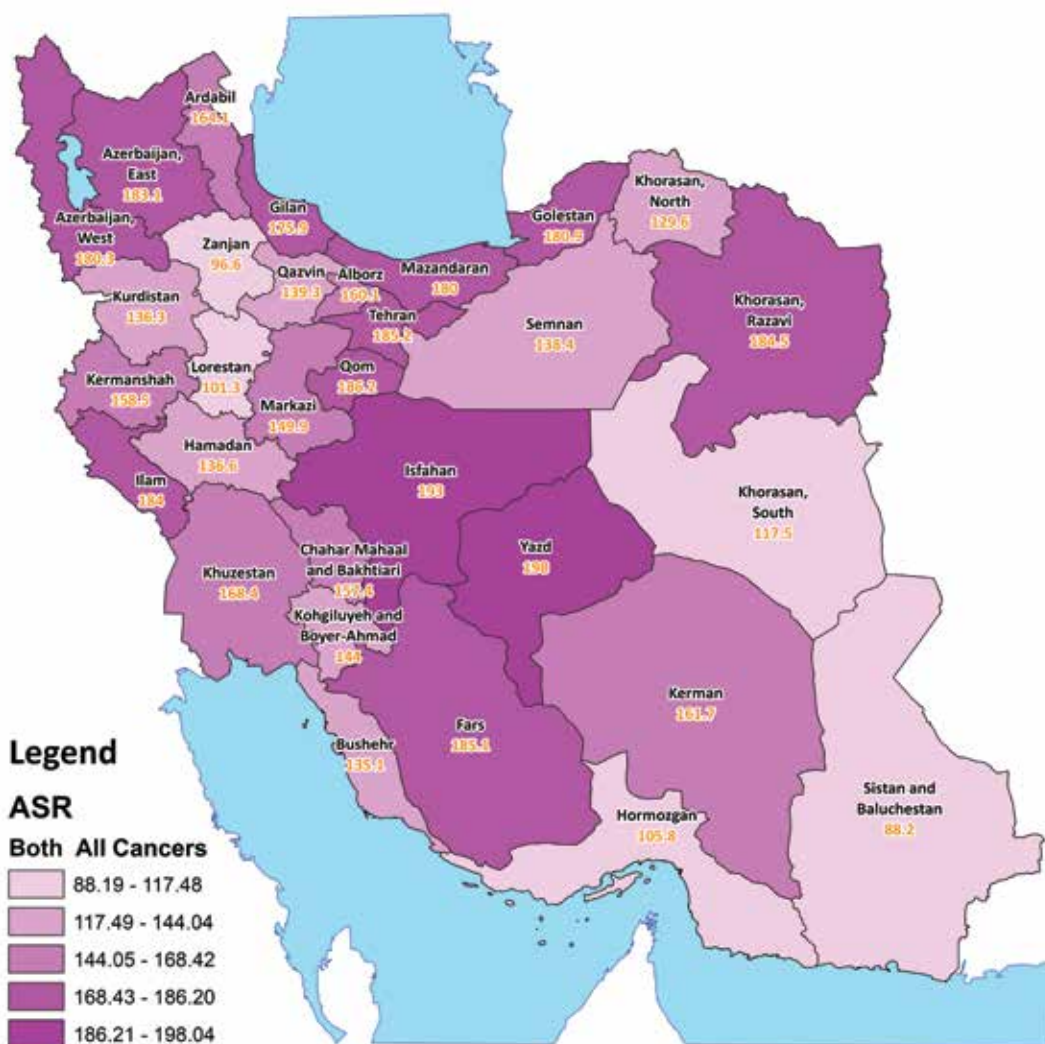 Ardabil
164.1
Azerbaijan,
East
183.1
Azerbaijan,
West
180.3
Gilan
175.9
Zanjan
96.6
Qazvin
139.3
Alborz
160.1
Mazandaran
180
Golestan
180.9
Khorasan,
North
129.6
Kurdistan
136.3
Tehran
185.2
Semnan
138.4
Khorasan,
Razavi
184.5
Kermanshah
158.5
Lorestan
101.3
Qom
186.2
Markazi
149.9
Hamadan
136.6
Ilam
184
Isfahan
193
Khorasan,
South
117.5
Yazd
198
Chahar Mahaal
and Bakhtiari
157.4
Khuzestan
168.4
Kohgiluyeh and
Boyer-Ahmad
144
Kerman
161.7
Fars
185.1
Bushehr
135.1
Hormozgan
105.8
Sistan and
Baluchestan
88.2
Legend
ASR
Both All Cancers
88.19 - 117.48
117.49 - 144.04
144.05 - 168.42
168.43 - 186.20
186.21 - 198.04